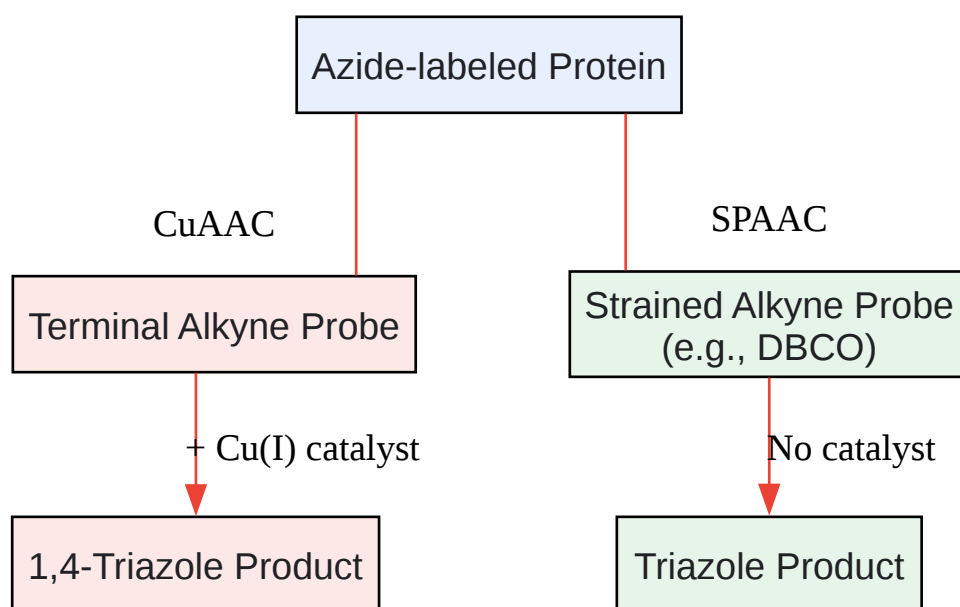 Azide-labeled Protein
CuAAC
SPAAC
Terminal Alkyne Probe
Strained Alkyne Probe
(e.g., DBCO)
+ Cu(I) catalyst
No catalyst
1,4-Triazole Product
Triazole Product